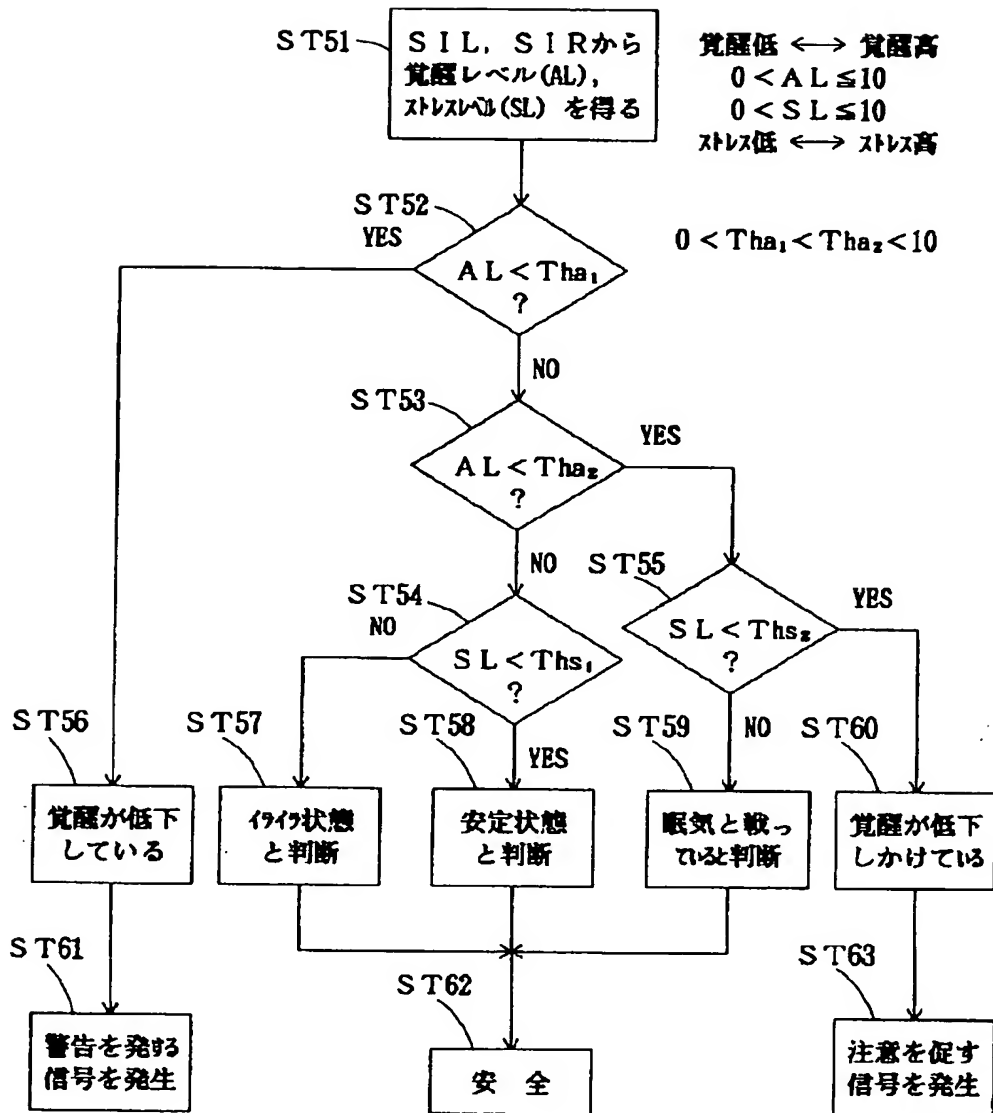 ST51
SIL, SIRから
覚醒レベル(AL),
ストレスレベル(SL) を得る
覚醒低 ←→ 覚醒高
0<AL≦10
0<SL≦10
ストレス低 ←→ ストレス高
ST52
YES
AL<Tha₁
?
0<Tha₁<Tha₂<10
NO
ST53
YES
AL<Tha₂
?
NO
ST54
NO
SL<Ths₁
?
YES
ST55
YES
SL<Ths₂
?
NO
ST56
覚醒が低下
している
ST57
イライラ状態
と判断
ST58
安定状態
と判断
ST59
眠気と戦っ
ていると判断
ST60
覚醒が低下
しかけている
ST61
警告を発する
信号を発生
ST62
安 全
ST63
注意を促す
信号を発生